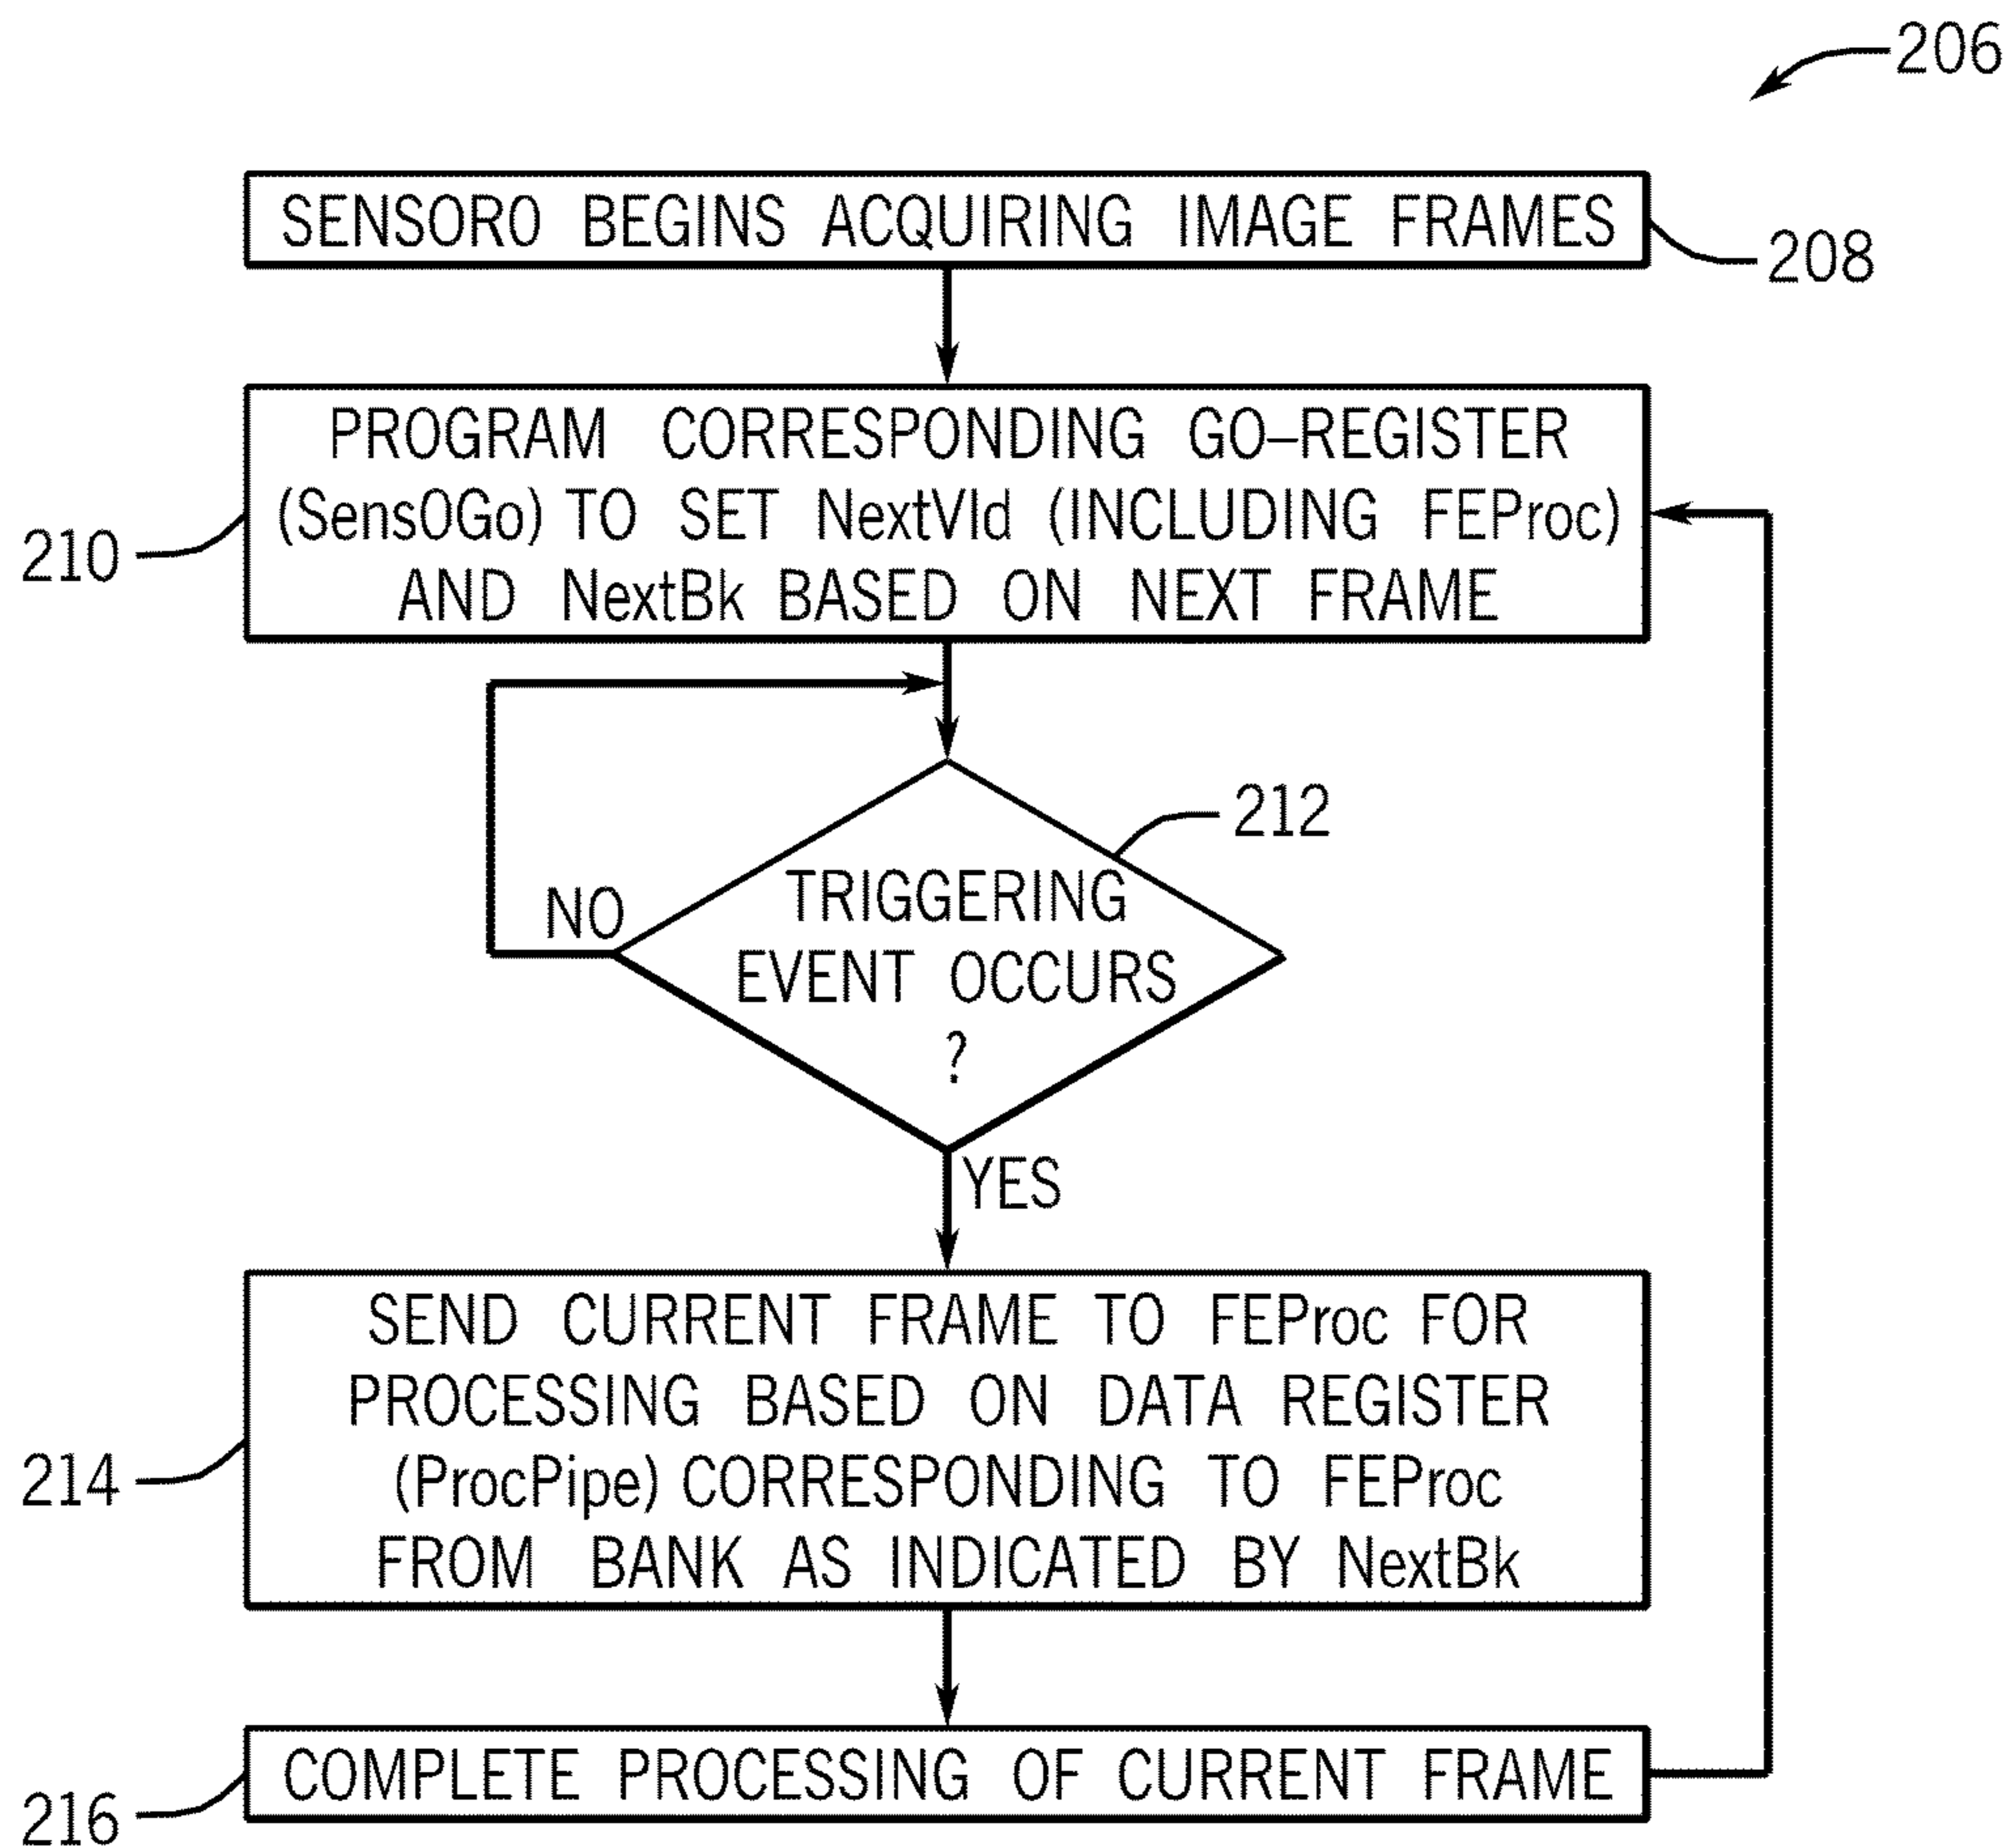 206
SENSOR0 BEGINS ACQUIRING IMAGE FRAMES
208
PROGRAM CORRESPONDING GO–REGISTER
(Sens0Go) TO SET NextVld (INCLUDING FEProc)
AND NextBk BASED ON NEXT FRAME
210
212
TRIGGERING
EVENT OCCURS
?
NO
YES
SEND CURRENT FRAME TO FEProc FOR
PROCESSING BASED ON DATA REGISTER
(ProcPipe) CORRESPONDING TO FEProc
FROM BANK AS INDICATED BY NextBk
214
COMPLETE PROCESSING OF CURRENT FRAME
216